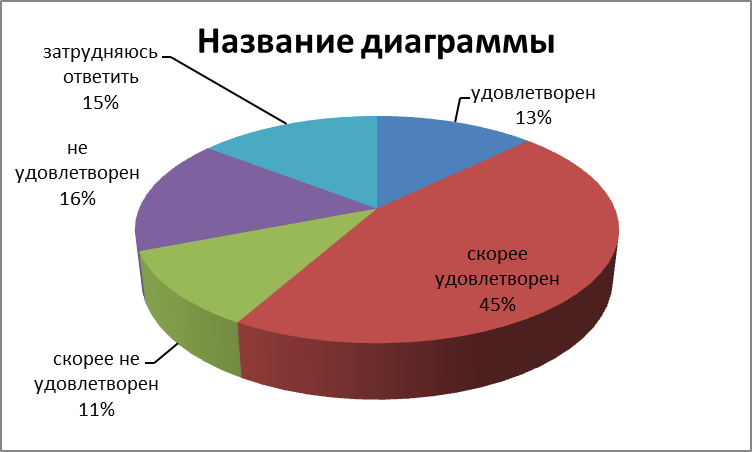 Название диаграммы
затрудняюсь
ответить
15%
удовлетворен
13%
не
удовлетворен
16%
скорее
удовлетворен
45%
скорее не
удовлетворен
11%